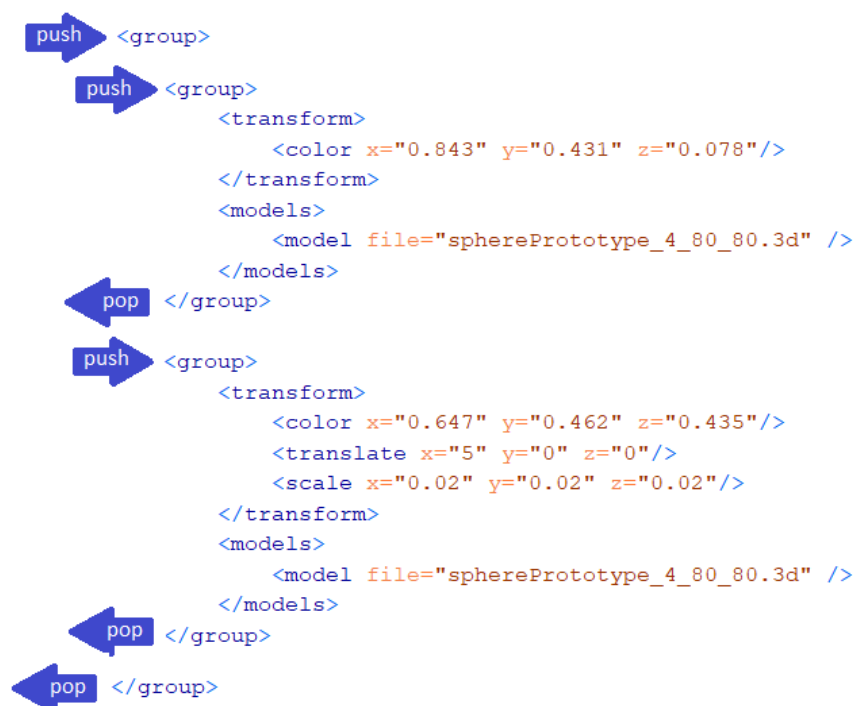 push <group>
push <group>
<transform>
<color x="0.843" y="0.431" z="0.078"/>
</transform>
<models>
<model file="spherePrototype_4_80_80.3d" />
</models>
pop </group>
push <group>
<transform>
<color x="0.647" y="0.462" z="0.435"/>
<translate x="5" y="0" z="0"/>
<scale x="0.02" y="0.02" z="0.02"/>
</transform>
<models>
<model file="spherePrototype_4_80_80.3d" />
</models>
pop </group>
pop </group>